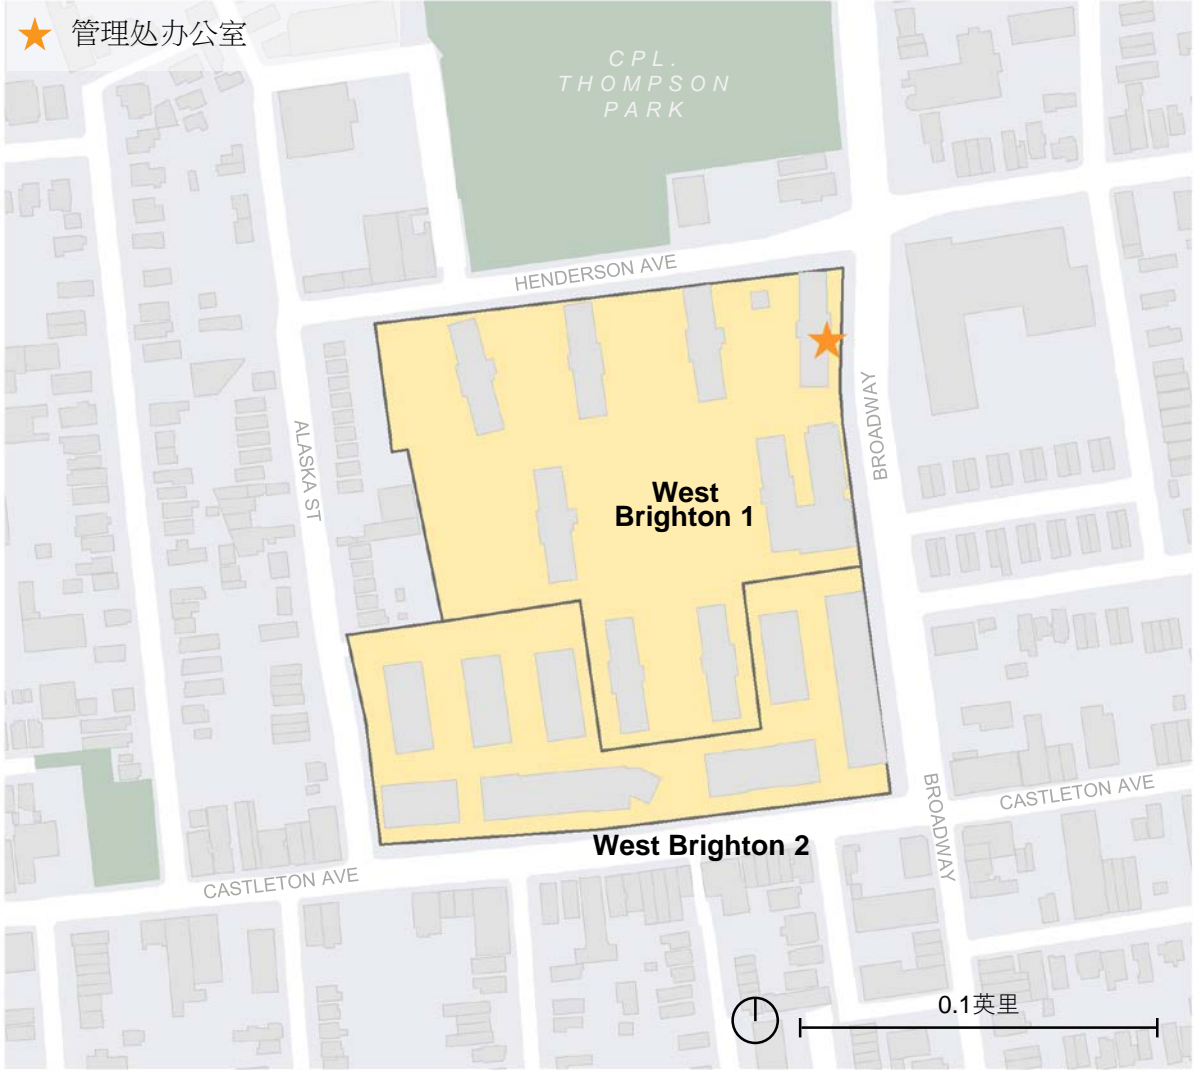 管理处办公室
CPL.
THOMPSON
PARK
HENDERSON AVE
BROADWAY
ALASKA ST
West
Brighton 1
BROADWAY
CASTLETON AVE
West Brighton 2
CASTLETON AVE
0.1英里